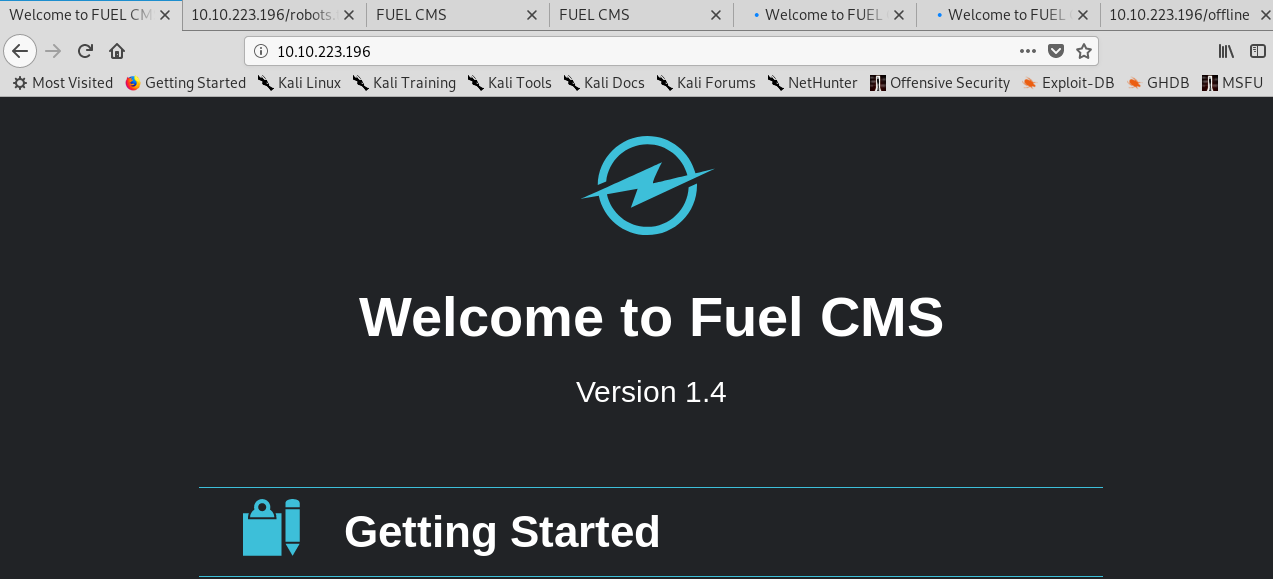 Welcome to FUEL CM 10.10.223.196/robots. FUEL CMS FUEL CMS Welcome to FUEL Welcome to FUEL 10.10.223.196/offline
10.10.223.196
Most Visited Getting Started Kali Linux Kali Training Kali Tools Kali Docs Kali Forums NetHunter Offensive Security Exploit-DB GHDB MSFU
Welcome to Fuel CMS
Version 1.4
Getting Started